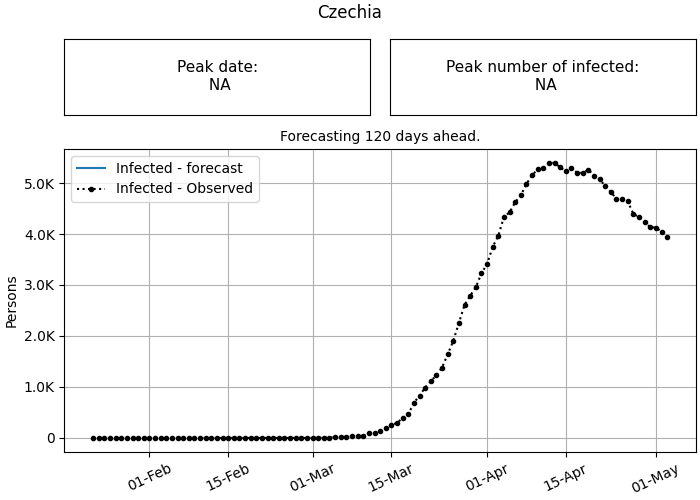 Czechia
Peak date:
NA
Peak number of infected:
NA
Forecasting 120 days ahead.
Infected - forecast
Infected - Observed
5.0K
4.0K
3.0K
2.0K
1.0K
0
Persons
01-Feb
15-Feb
01-Mar
15-Mar
01-Apr
15-Apr
01-May